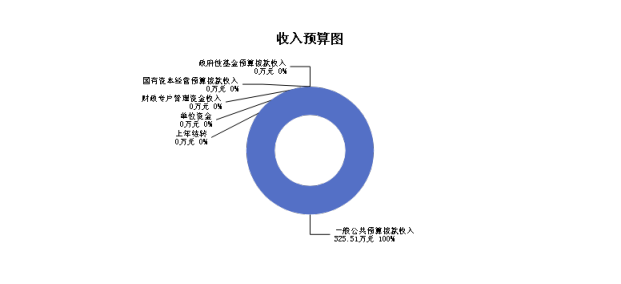 收入预算图
政府性基金预算拨款收入
0万元 0%
国有资本经营预算拨款收入
0万元 0%
财政专户管理资金收入
0万元 0%
单位资金
0万元 0%
上年结转
0万元 0%
一般公共预算拨款收入
525.51万元 100%